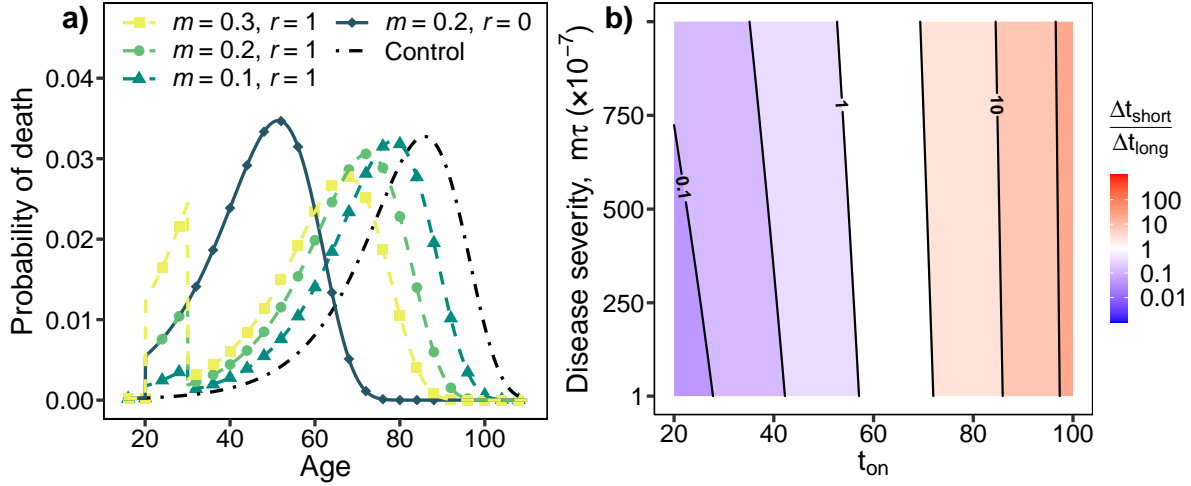 a)
m = 0.3, r = 1
m = 0.2, r = 1
m = 0.1, r = 1
m = 0.2, r = 0
Control
Probability of death
0.04
0.03
0.02
0.01
0.00
20 40 60 80 100
Age
b)
Disease severity, mτ (×10⁻⁷)
750
500
250
1
0.1
1
10
20 40 60 80 100
t_on
Δt_short
Δt_long
100
10
1
0.1
0.01